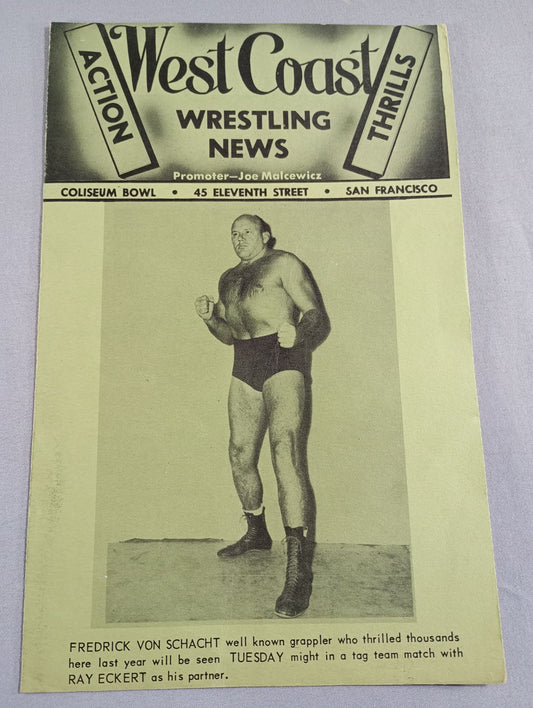 ACTION
West Coast
THRILLS
WRESTLING
NEWS
Promoter—Joe Malcewicz
COLISEUM BOWL • 45 ELEVENTH STREET • SAN FRANCISCO
FREDRICK VON SCHACHT well known grappler who thrilled thousands
here last year will be seen TUESDAY might in a tag team match with
RAY ECKERT as his partner.